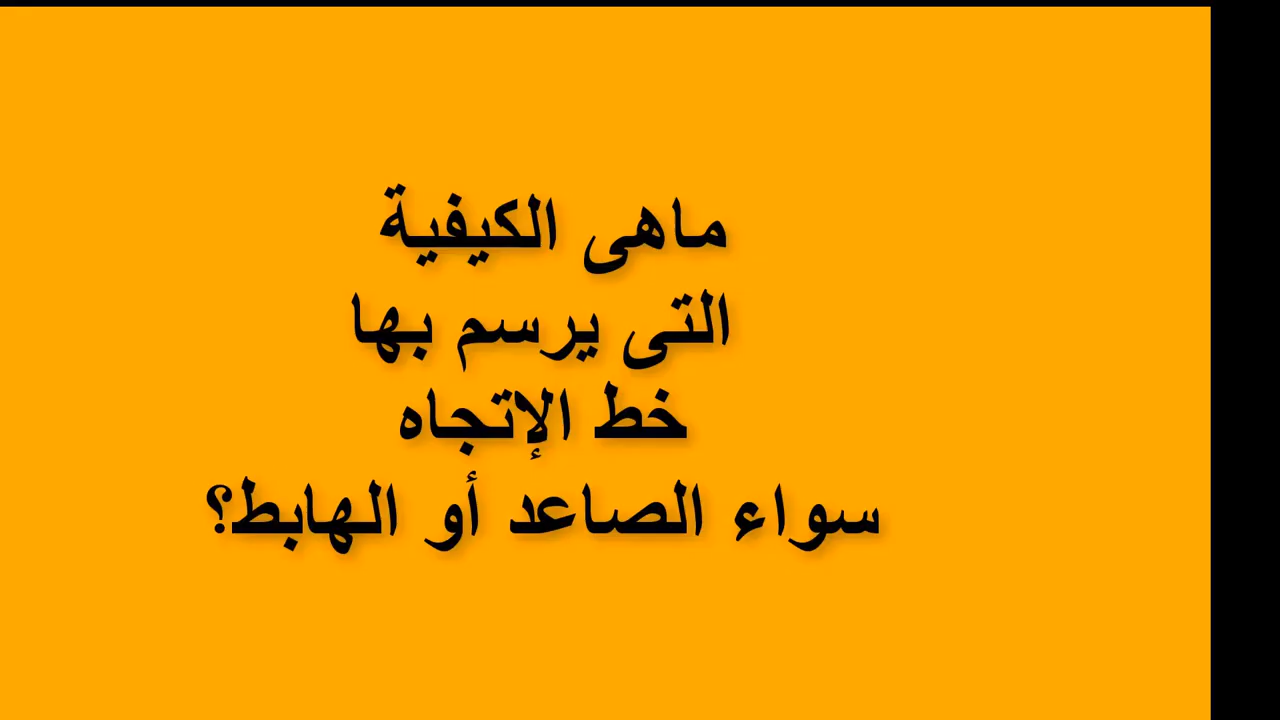 ماهى الكيفية
التى يرسم بها
خط الإتجاه
سواء الصاعد أو الهابط؟